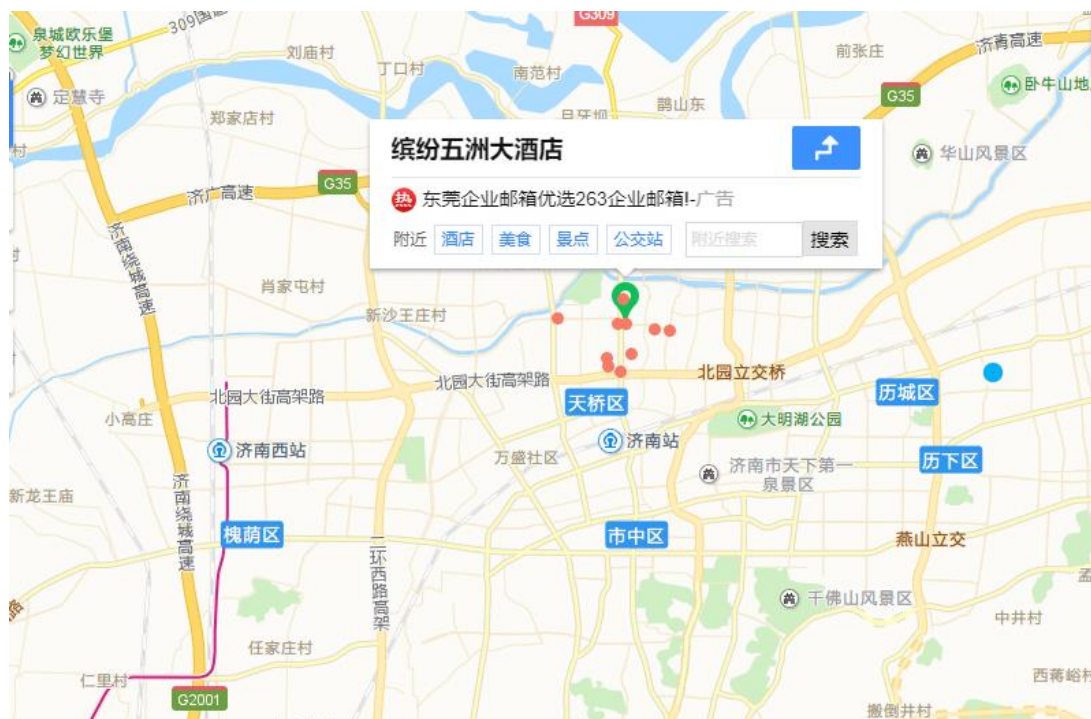 泉城欧乐堡
梦幻世界
309国道
G309
刘庙村
丁口村
南范村
前张庄
济青高速
定慧寺
G35
卧牛山地
郑家店村
鹊山东
村
华山风景区
缤纷五洲大酒店
热 东莞企业邮箱优选263企业邮箱!-广告
附近 酒店 美食 景点 公交站 附近搜索 搜索
G35
济广高速
济南绕城高速
肖家屯村
新沙王庄村
北园大街高架路
北园立交桥
北园大街高架路
天桥区
历城区
小高庄
大明湖公园
济南西站
济南站
万盛社区
济南市天下第一
泉景区
历下区
新龙王庙
济南绕城高速
槐荫区
市中区
燕山立交
二环西路高架
孟
路
千佛山风景区
中井村
任家庄村
仁里村
西蒋峪村
G2001
搬倒井村